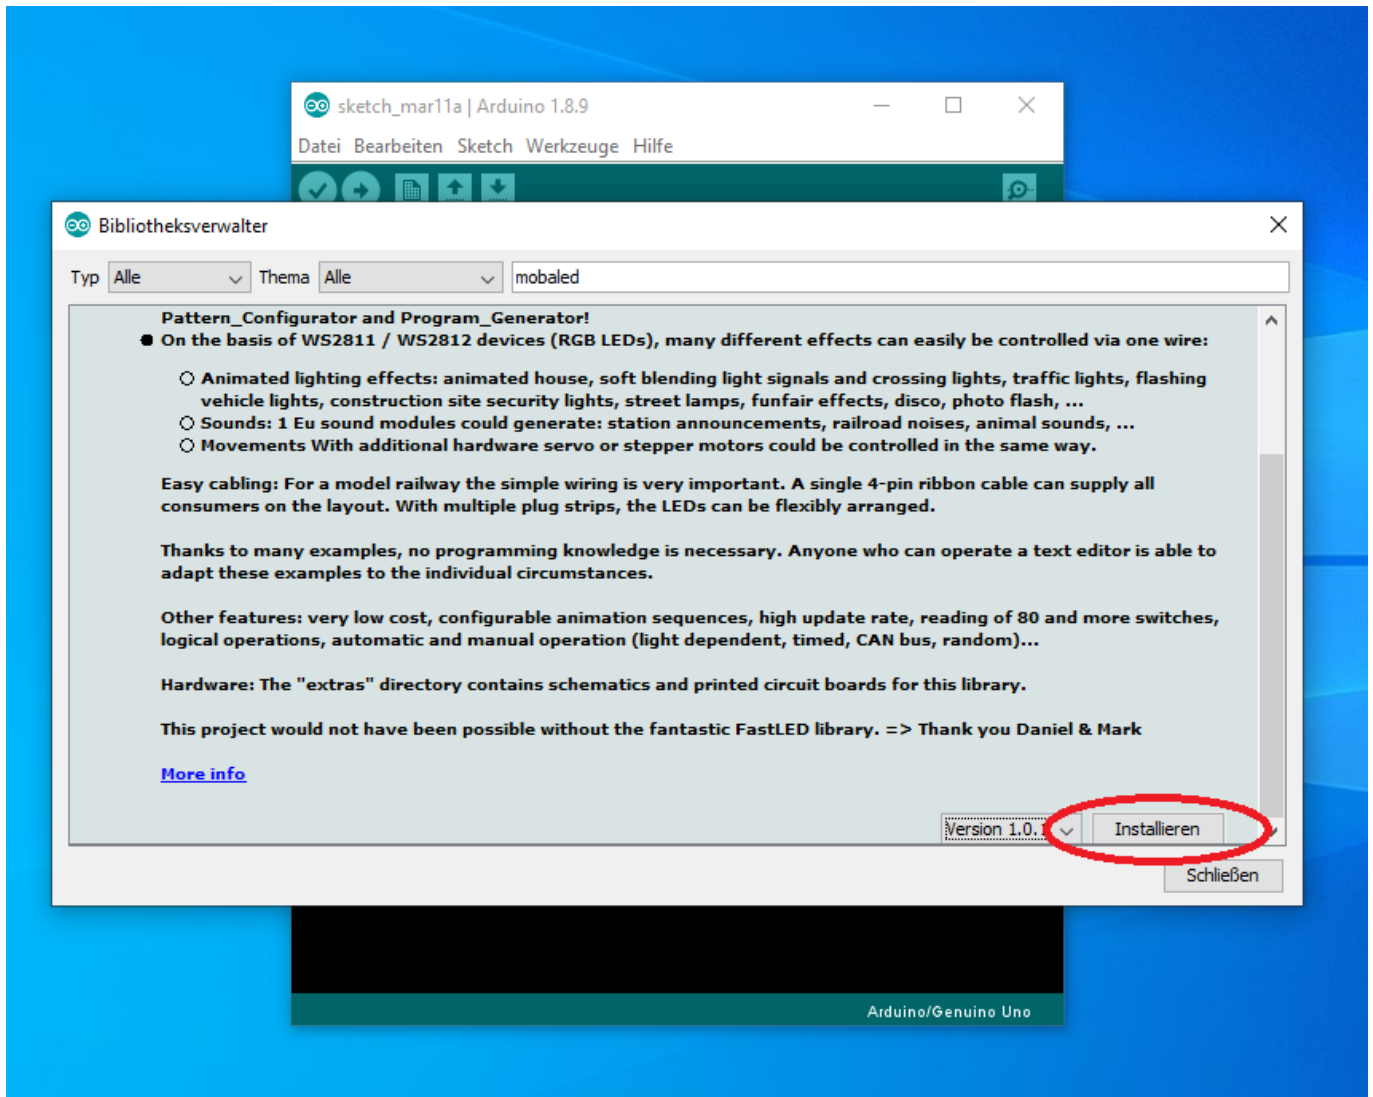 sketch_mar11a | Arduino 1.8.9
Datei Bearbeiten Sketch Werkzeuge Hilfe
Bibliotheksverwalter
Typ Alle Thema Alle mobaled
Pattern_Configurator and Program_Generator!
On the basis of WS2811 / WS2812 devices (RGB LEDs), many different effects can easily be controlled via one wire:
Animated lighting effects: animated house, soft blending light signals and crossing lights, traffic lights, flashing
vehicle lights, construction site security lights, street lamps, funfair effects, disco, photo flash, ...
Sounds: 1 Eu sound modules could generate: station announcements, railroad noises, animal sounds, ...
Movements With additional hardware servo or stepper motors could be controlled in the same way.
Easy cabling: For a model railway the simple wiring is very important. A single 4-pin ribbon cable can supply all
consumers on the layout. With multiple plug strips, the LEDs can be flexibly arranged.
Thanks to many examples, no programming knowledge is necessary. Anyone who can operate a text editor is able to
adapt these examples to the individual circumstances.
Other features: very low cost, configurable animation sequences, high update rate, reading of 80 and more switches,
logical operations, automatic and manual operation (light dependent, timed, CAN bus, random)...
Hardware: The "extras" directory contains schematics and printed circuit boards for this library.
This project would not have been possible without the fantastic FastLED library. => Thank you Daniel & Mark
More info
Version 1.0.1 Installieren
Schließen
Arduino/Genuino Uno